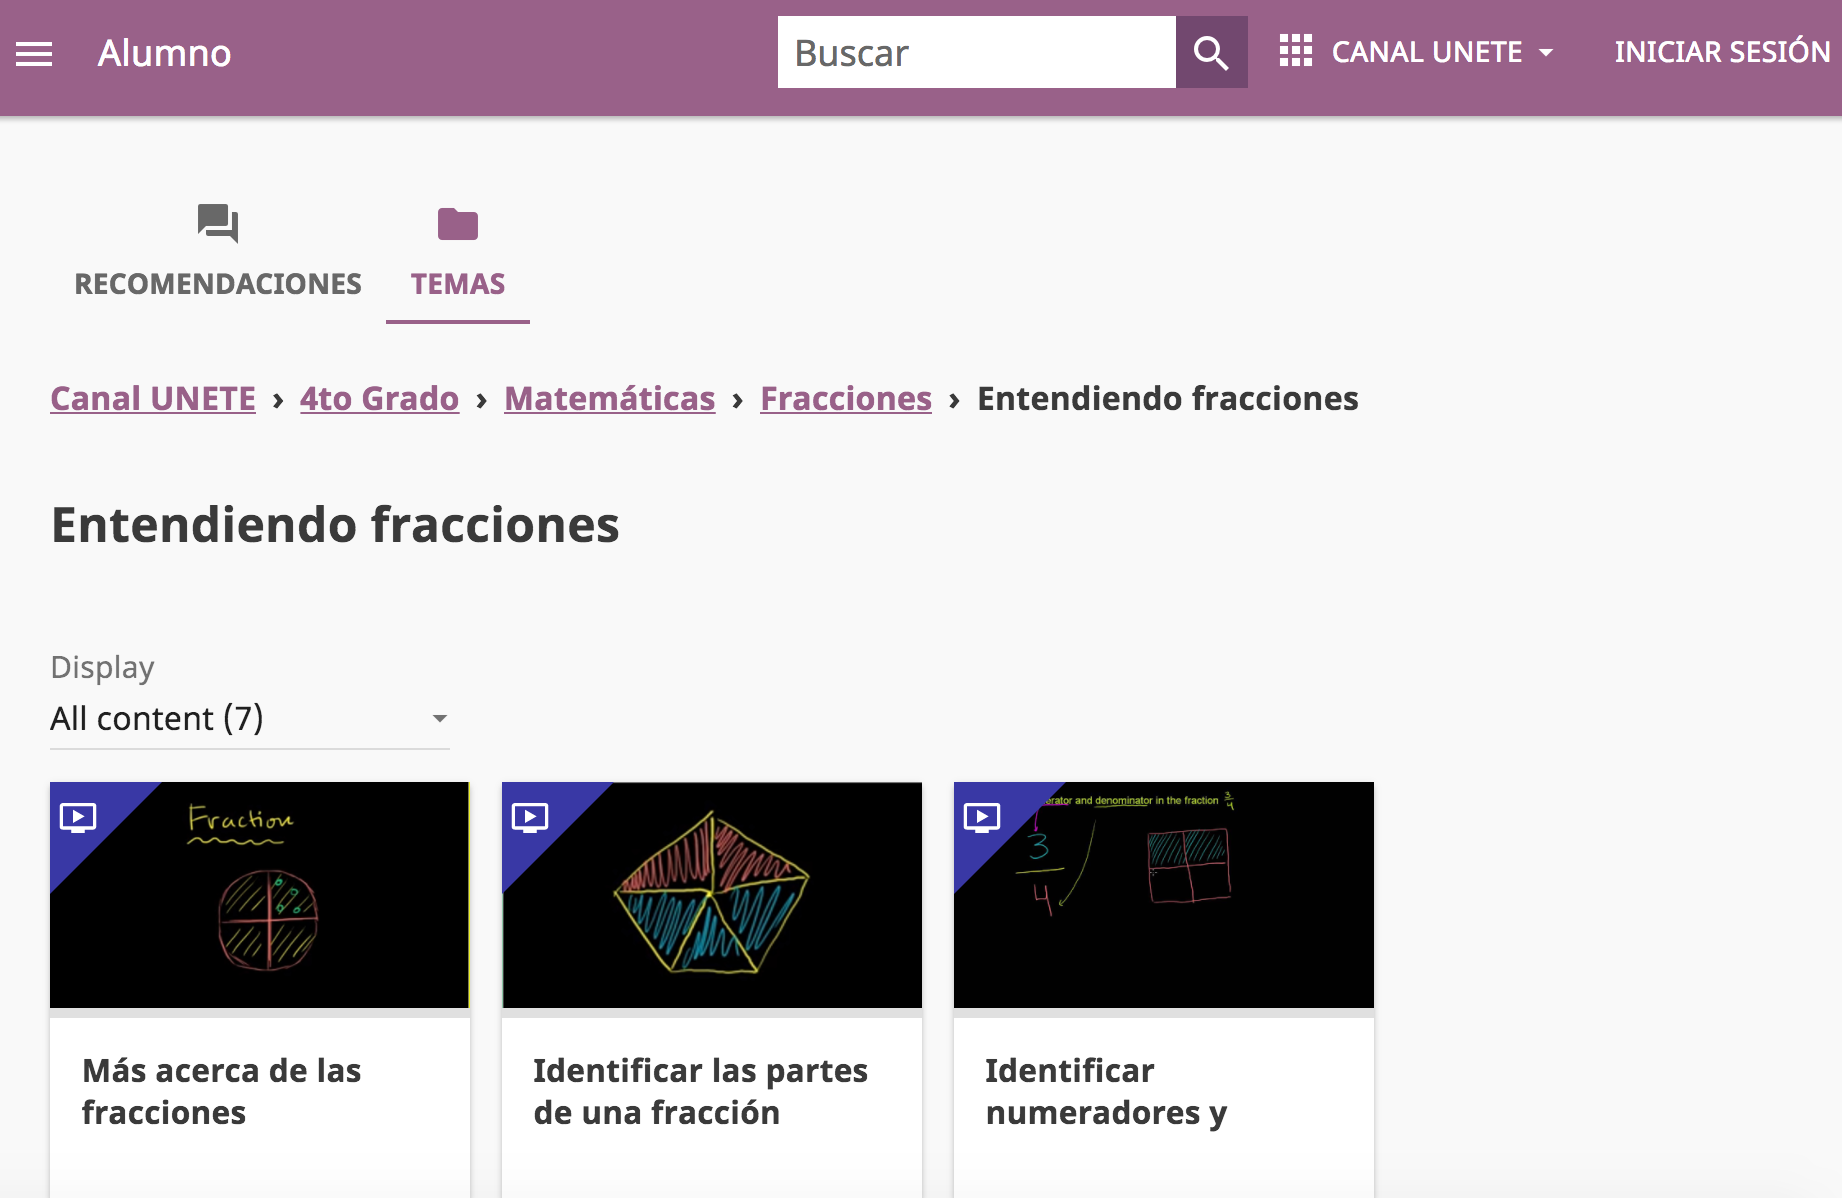 Alumno
Buscar
CANAL UNETE
INICIAR SESIÓN
RECOMENDACIONES
TEMAS
Canal UNETE › 4to Grado › Matemáticas › Fracciones › Entendiendo fracciones
Entendiendo fracciones
Display
All content (7)
Fraction
erator and denominator in the fraction 3/4
3
4
Más acerca de las
fracciones
Identificar las partes
de una fracción
Identificar
numeradores y